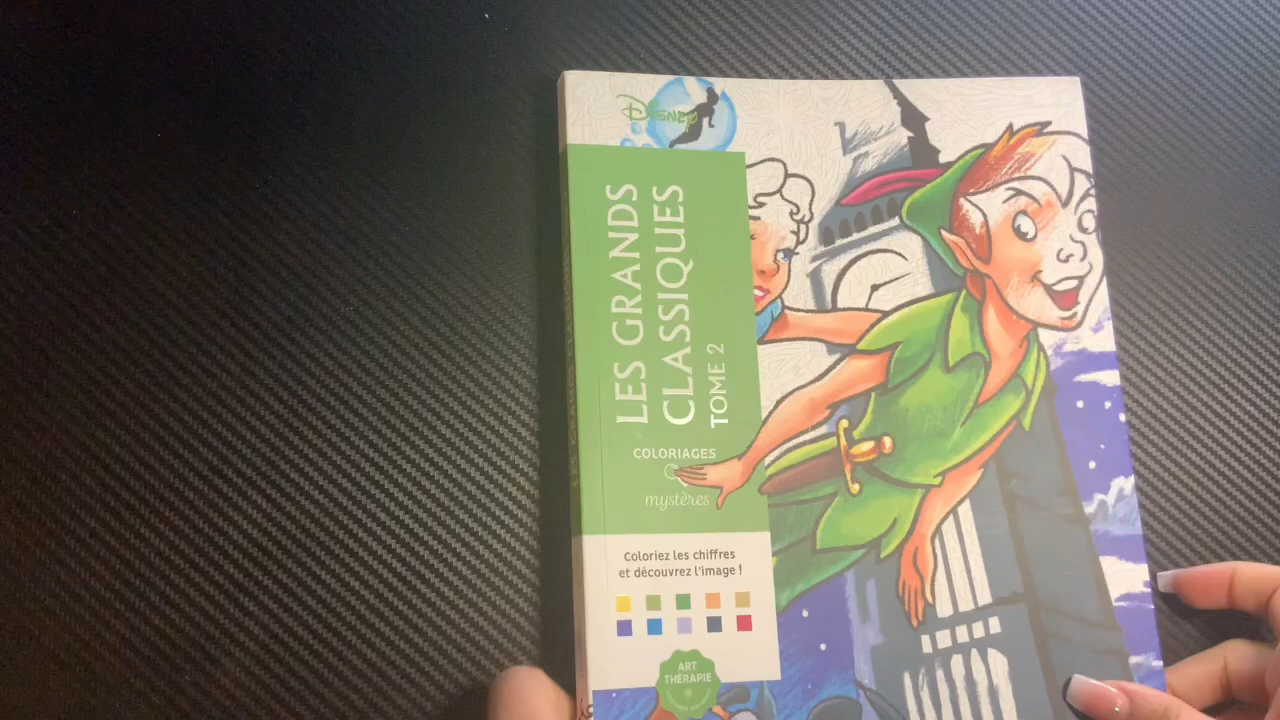 Disney
LES GRANDS
CLASSIQUES
TOME 2
COLORIAGES
mystères
Coloriez les chiffres
et découvrez l'image !
ART
THÉRAPIE